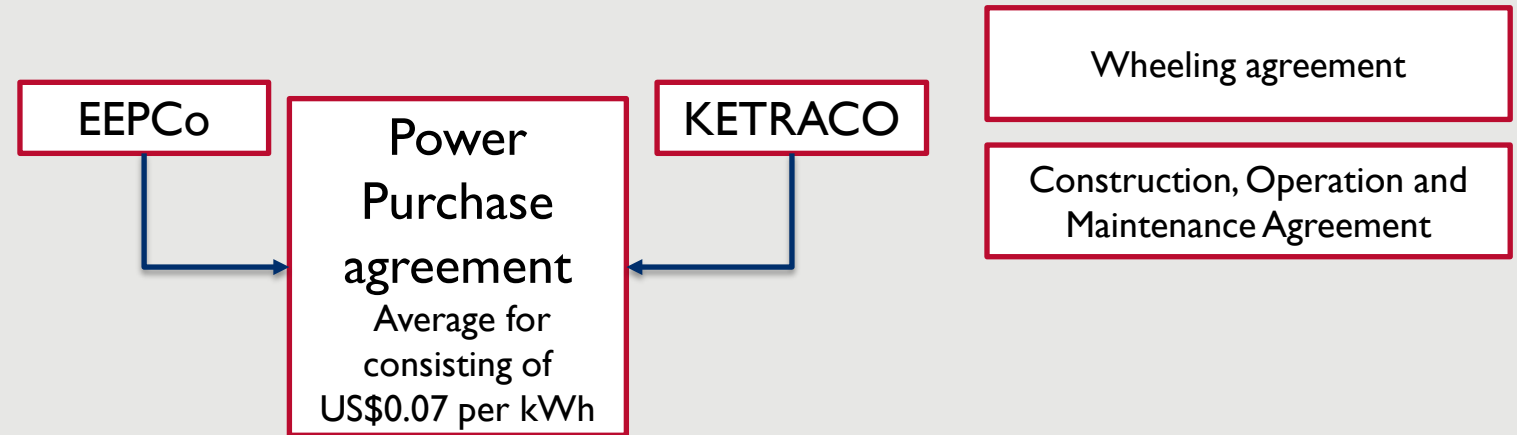 EEPCo
Power
Purchase
agreement
Average for
consisting of
US$0.07 per kWh
KETRACO
Wheeling agreement
Construction, Operation and
Maintenance Agreement